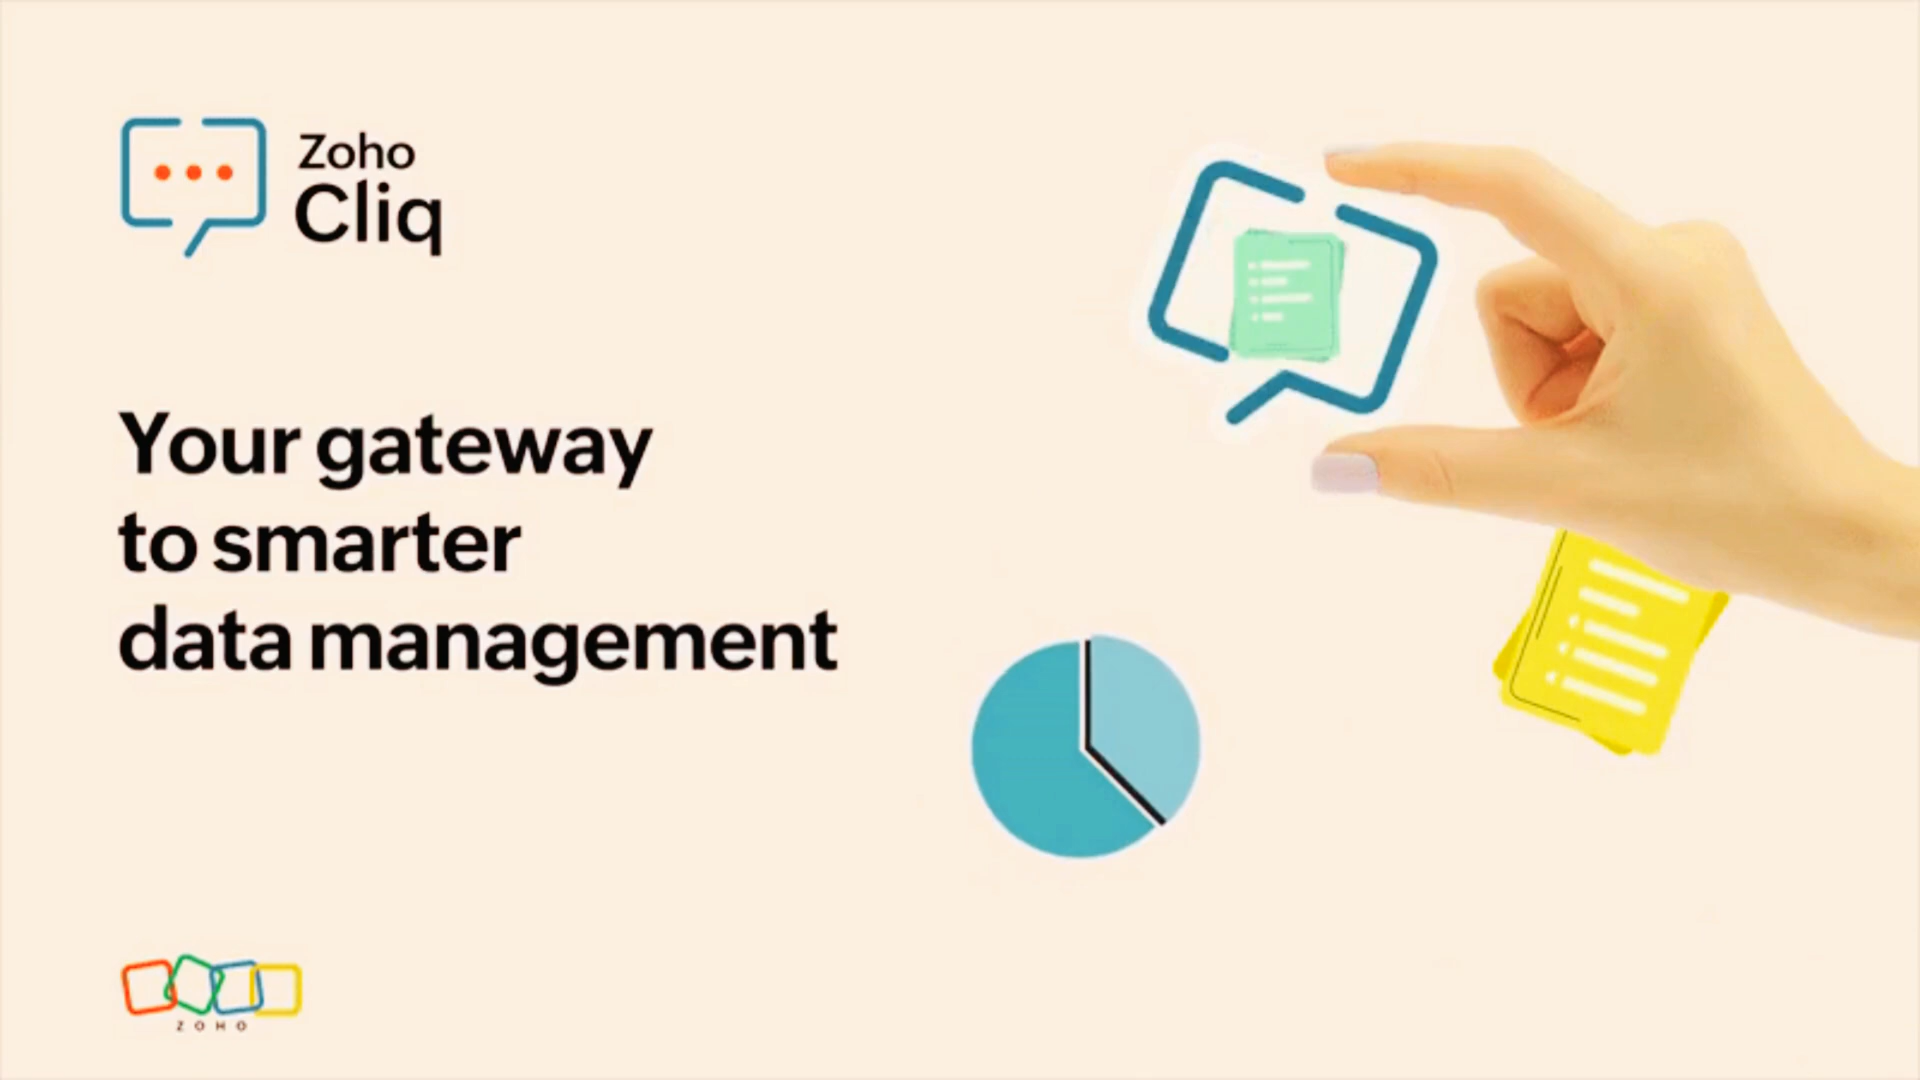 Zoho
Cliq
Your gateway
to smarter
data management
ZOHO